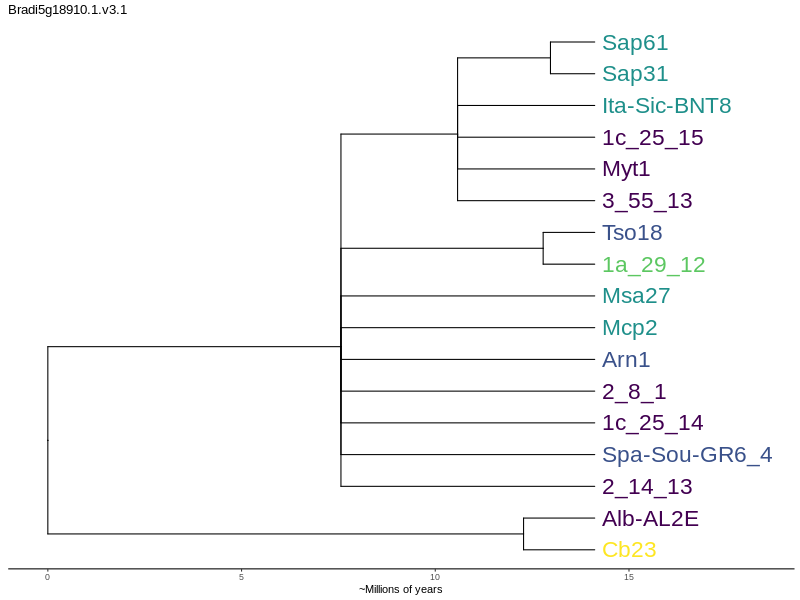 Bradi5g18910.1.v3.1
Sap61
Sap31
Ita-Sic-BNT8
1c_25_15
Myt1
3_55_13
Tso18
1a_29_12
Msa27
Mcp2
Arn1
2_8_1
1c_25_14
Spa-Sou-GR6_4
2_14_13
Alb-AL2E
Cb23
0 5 10 15
~Millions of years